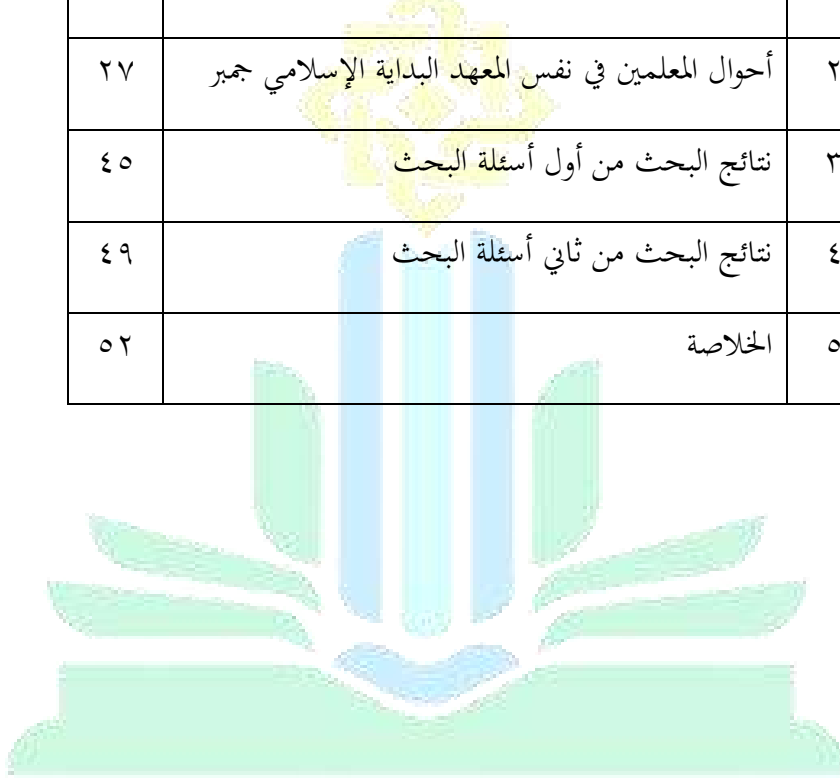 ٢ أحوال المعلمين في نفس المعهد البداية الإسلامي جمبر ٢٧
٣ نتائج البحث من أول أسئلة البحث ٤٥
٤ نتائج البحث من ثاني أسئلة البحث ٤٩
٥ الخلاصة ٥٢